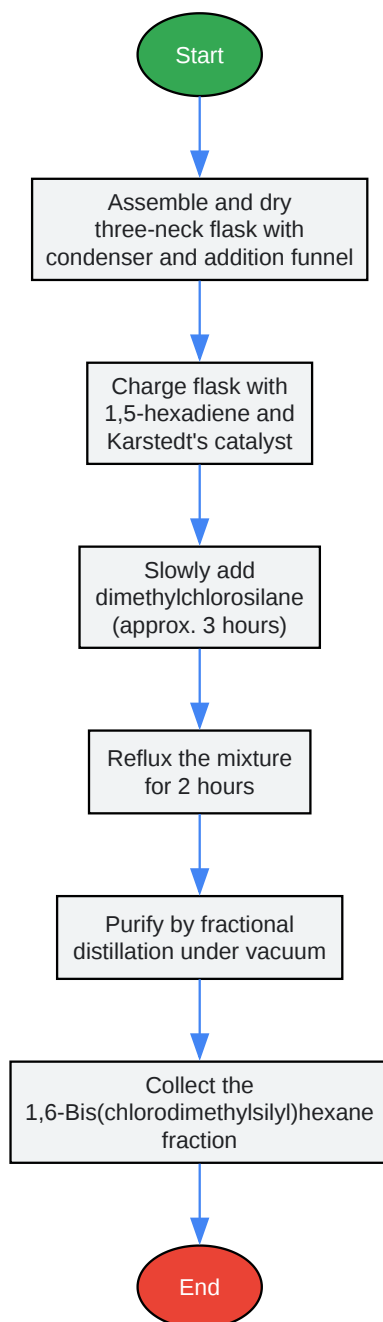 Start
Assemble and dry
three-neck flask with
condenser and addition funnel
Charge flask with
1,5-hexadiene and
Karstedt's catalyst
Slowly add
dimethylchlorosilane
(approx. 3 hours)
Reflux the mixture
for 2 hours
Purify by fractional
distillation under vacuum
Collect the
1,6-Bis(chlorodimethylsilyl)hexane
fraction
End